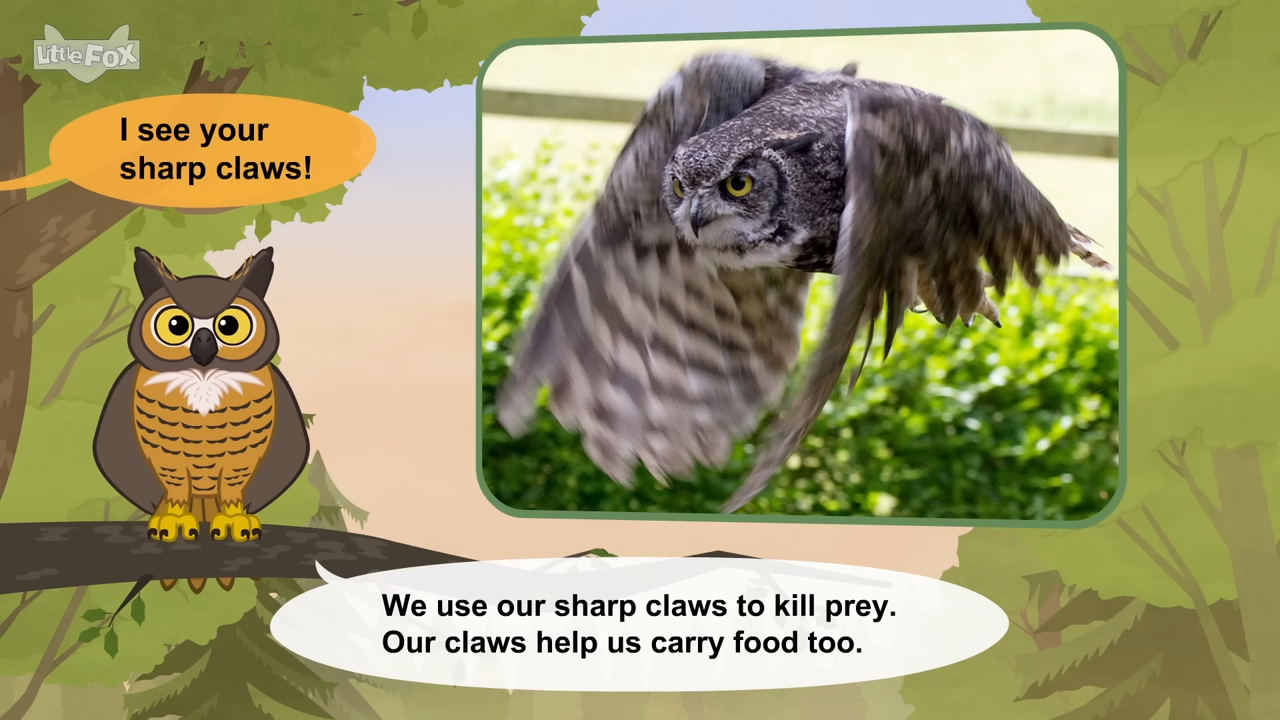 Little Fox
I see your
sharp claws!
We use our sharp claws to kill prey.
Our claws help us carry food too.